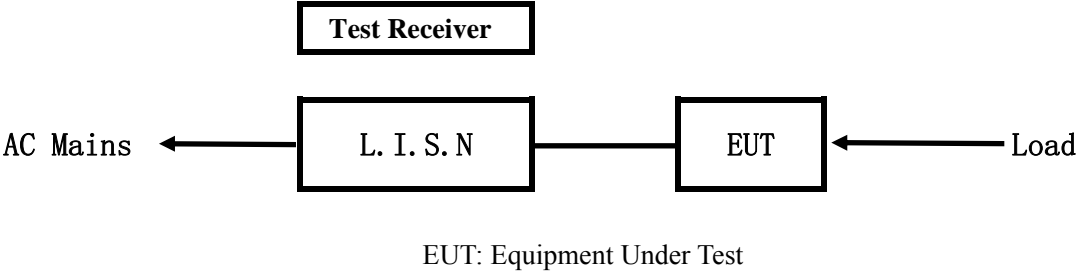 Test Receiver
AC Mains L.I.S.N EUT Load
EUT: Equipment Under Test